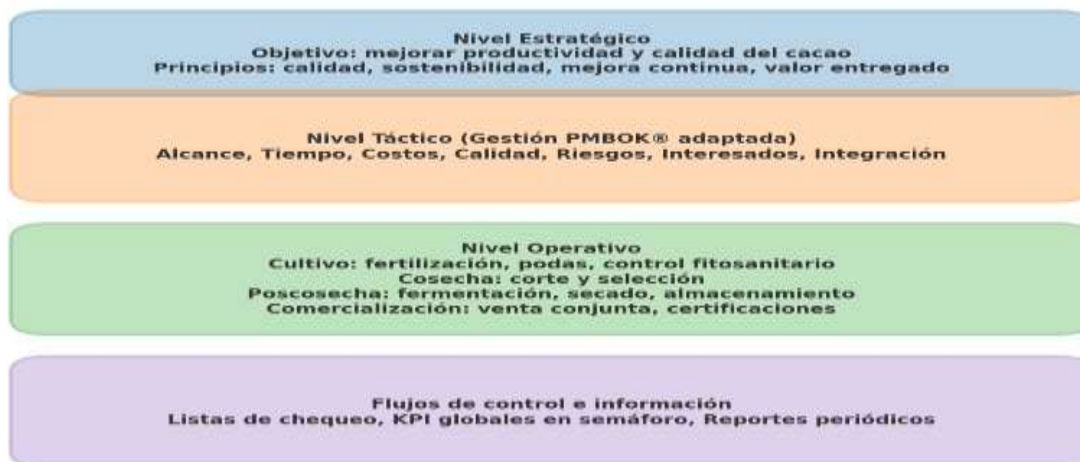 Nivel Estratégico
Objetivo: mejorar productividad y calidad del cacao
Principios: calidad, sostenibilidad, mejora continua, valor entregado
Nivel Táctico (Gestión PMBOK® adaptada)
Alcance, Tiempo, Costos, Calidad, Riesgos, Interesados, Integración
Nivel Operativo
Cultivo: fertilización, podas, control fitosanitario
Cosecha: corte y selección
Poscosecha: fermentación, secado, almacenamiento
Comercialización: venta conjunta, certificaciones
Flujos de control e información
Listas de chequeo, KPI globales en semáforo, Reportes periódicos